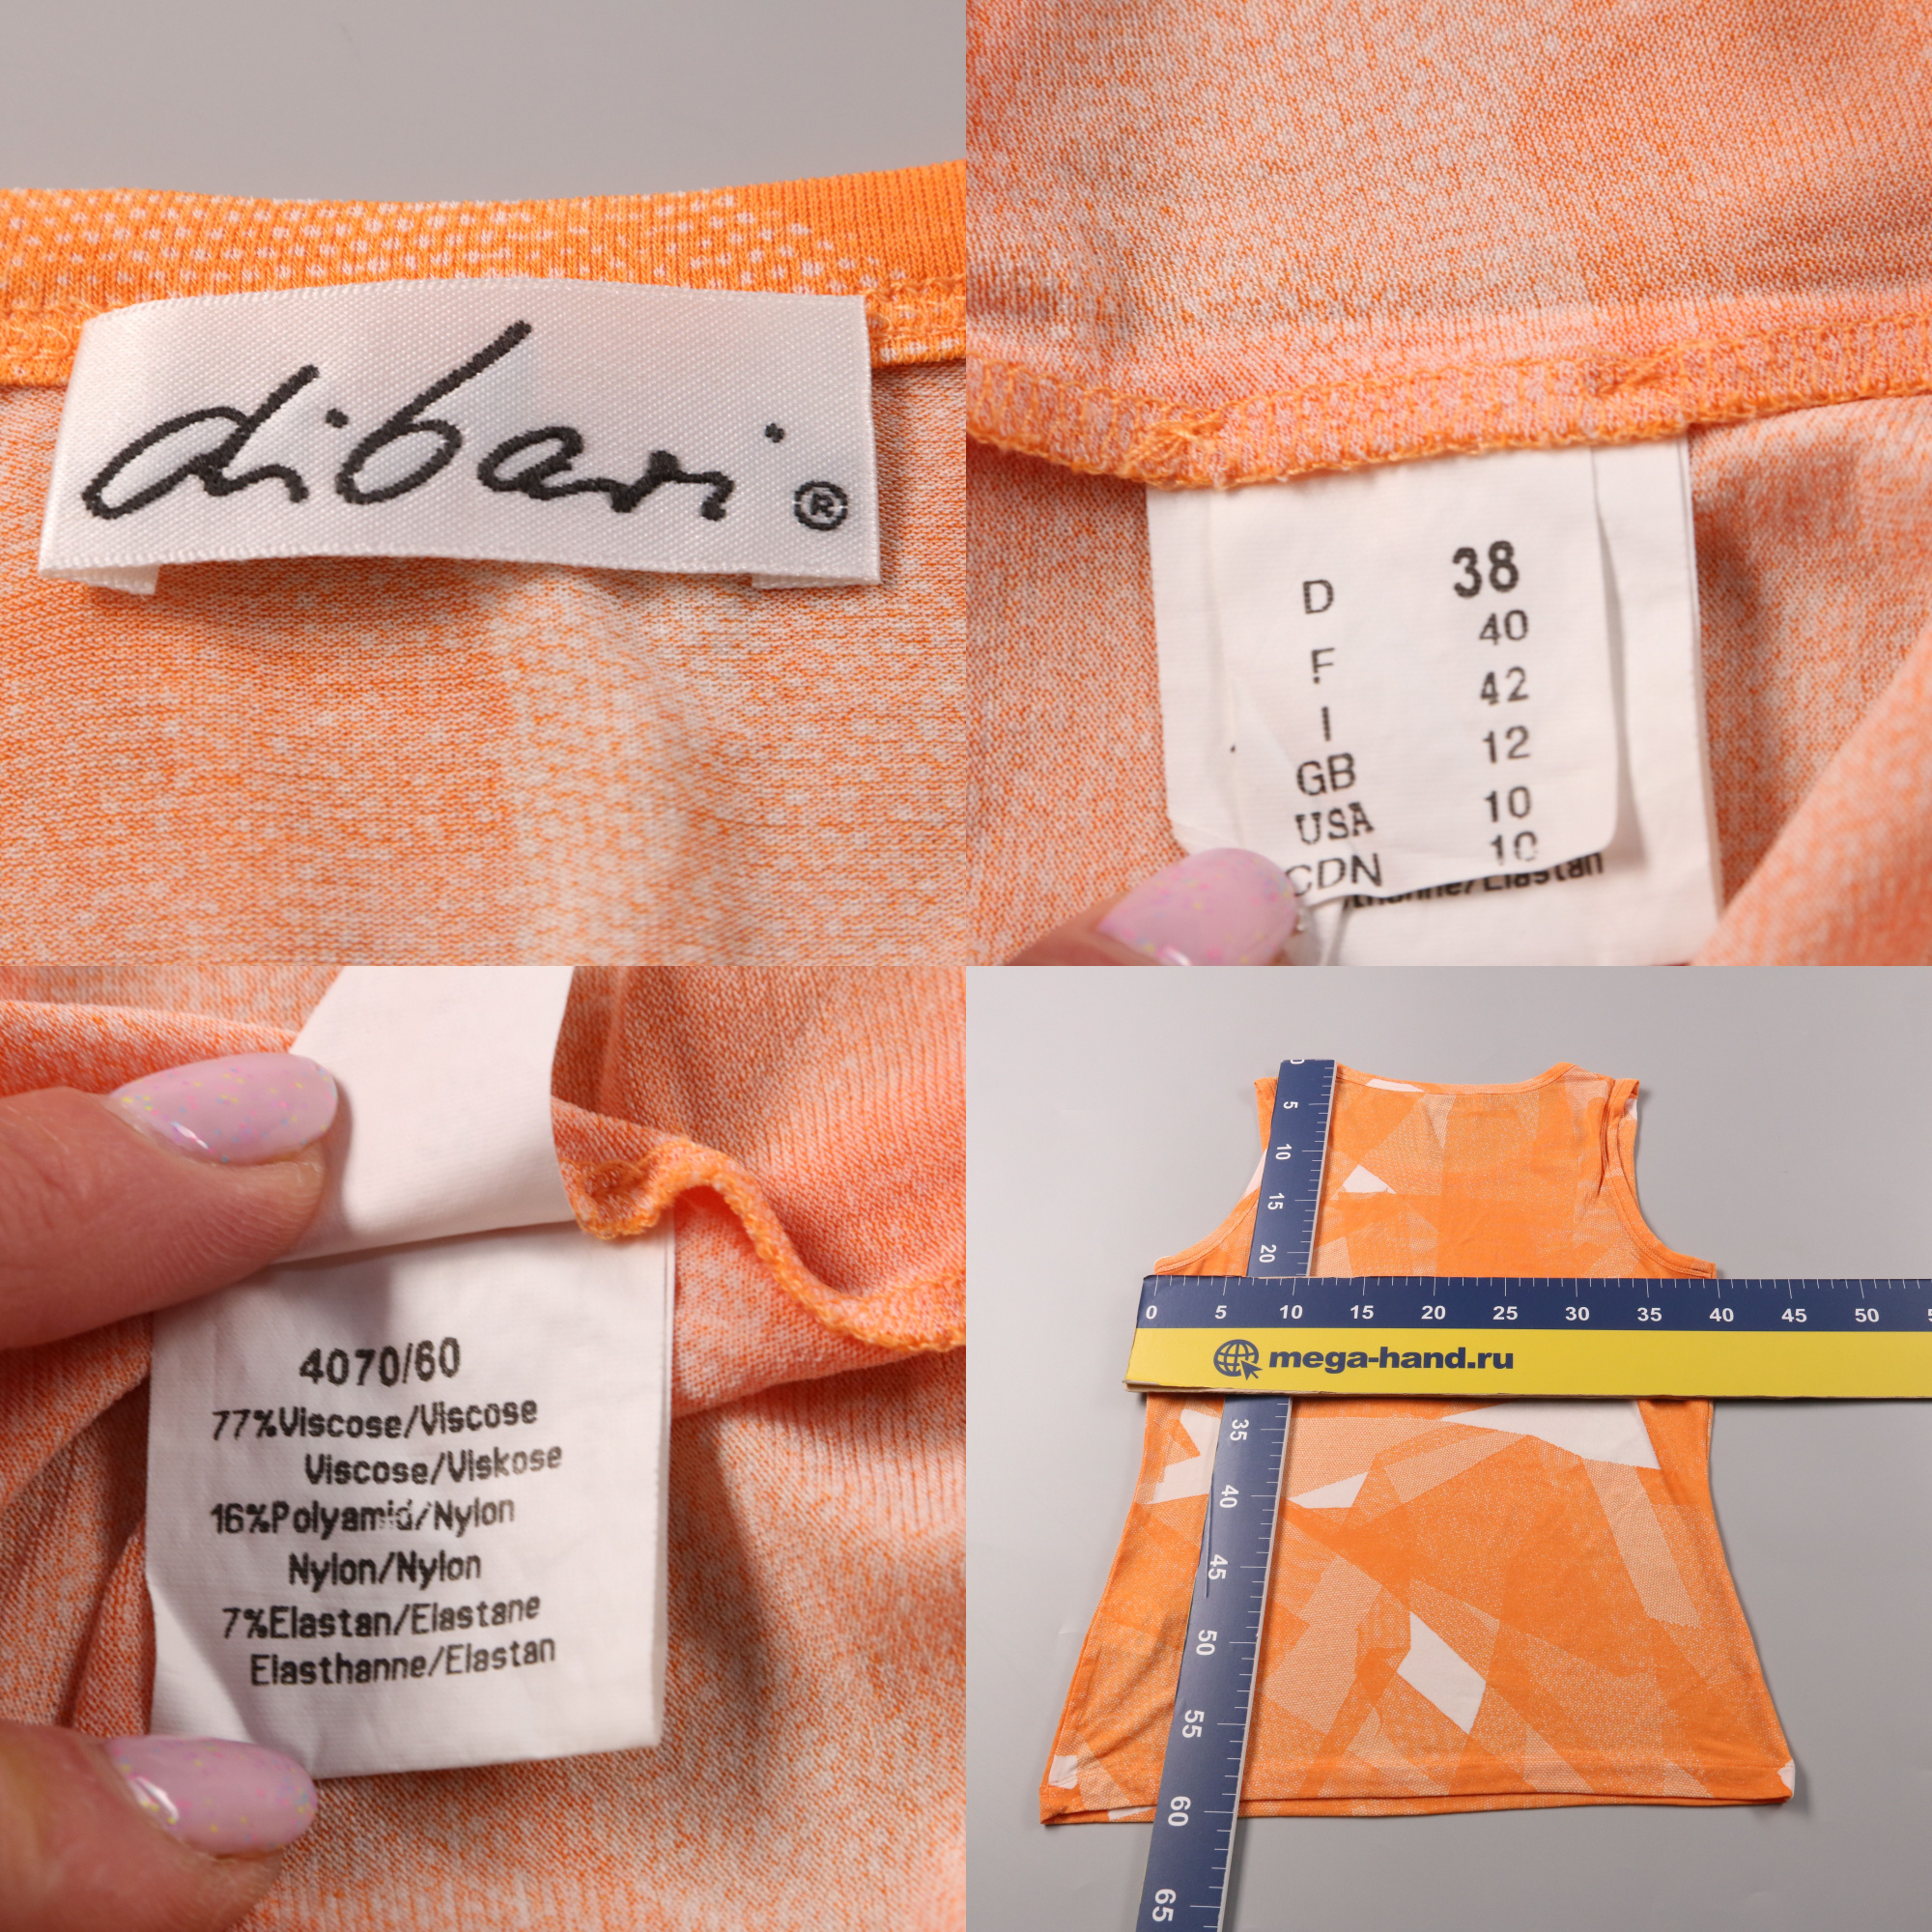 dibari ®
D 38
F 40
I 42
GB 12
USA 10
CDN 10
/Elastan
4070/60
77%Viscose/Viscose
Viscose/Viskose
16%Polyamid/Nylon
Nylon/Nylon
7%Elastan/Elastane
Elasthanne/Elastan
0
5
10
15
20
0 5 10 15 20 25 30 35 40 45 50
mega-hand.ru
35
40
45
50
55
60
65